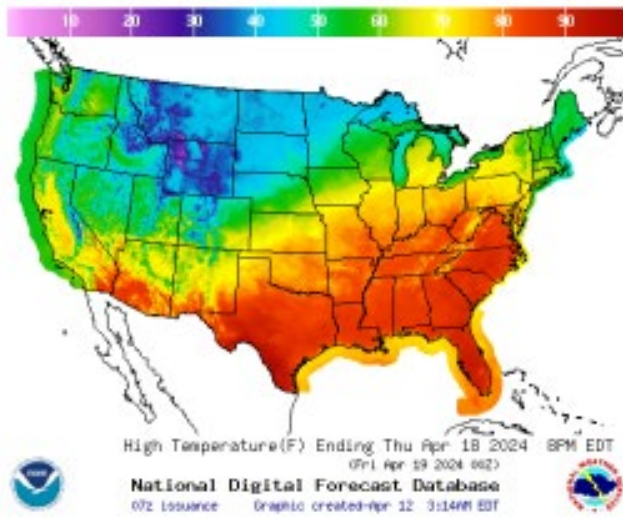 10 20 30 40 50 60 70 80 90
High Temperature(F) Ending Thu Apr 18 2024 8PM EDT
(Fri Apr 19 2024 00Z)
National Digital Forecast Database
07z issuance Graphic created-Apr 12 3:14AM EDT